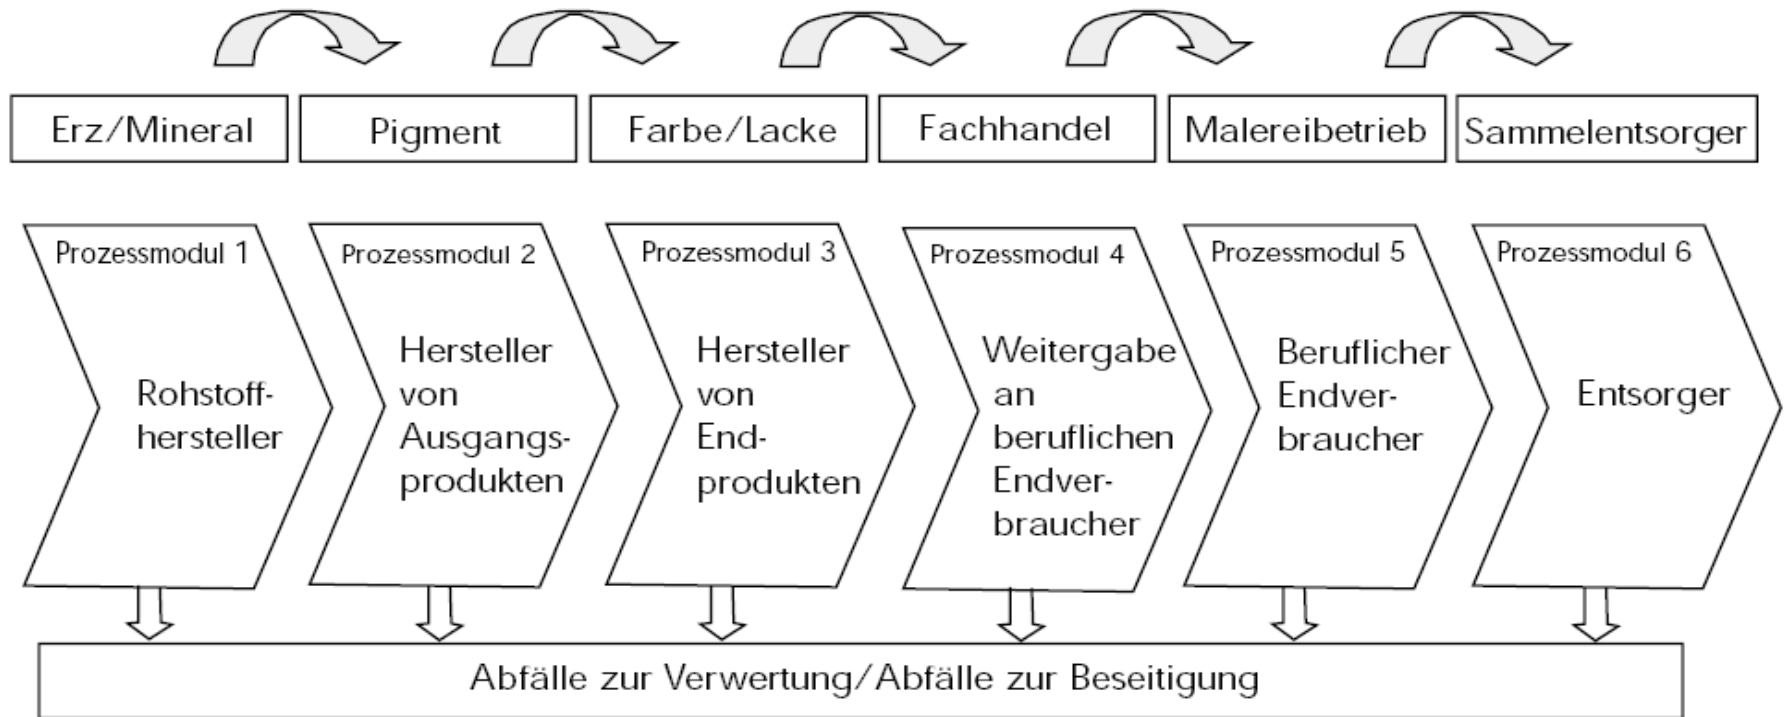 Erz/Mineral
Pigment
Farbe/Lacke
Fachhandel
Malereibetrieb
Sammelentsorger
Prozessmodul 1
Rohstoff-
hersteller
Prozessmodul 2
Hersteller
von
Ausgangs-
produkten
Prozessmodul 3
Hersteller
von
End-
produkten
Prozessmodul 4
Weitergabe
an
beruflichen
Endver-
braucher
Prozessmodul 5
Beruflicher
Endver-
braucher
Prozessmodul 6
Entsorger
Abfälle zur Verwertung/Abfälle zur Beseitigung